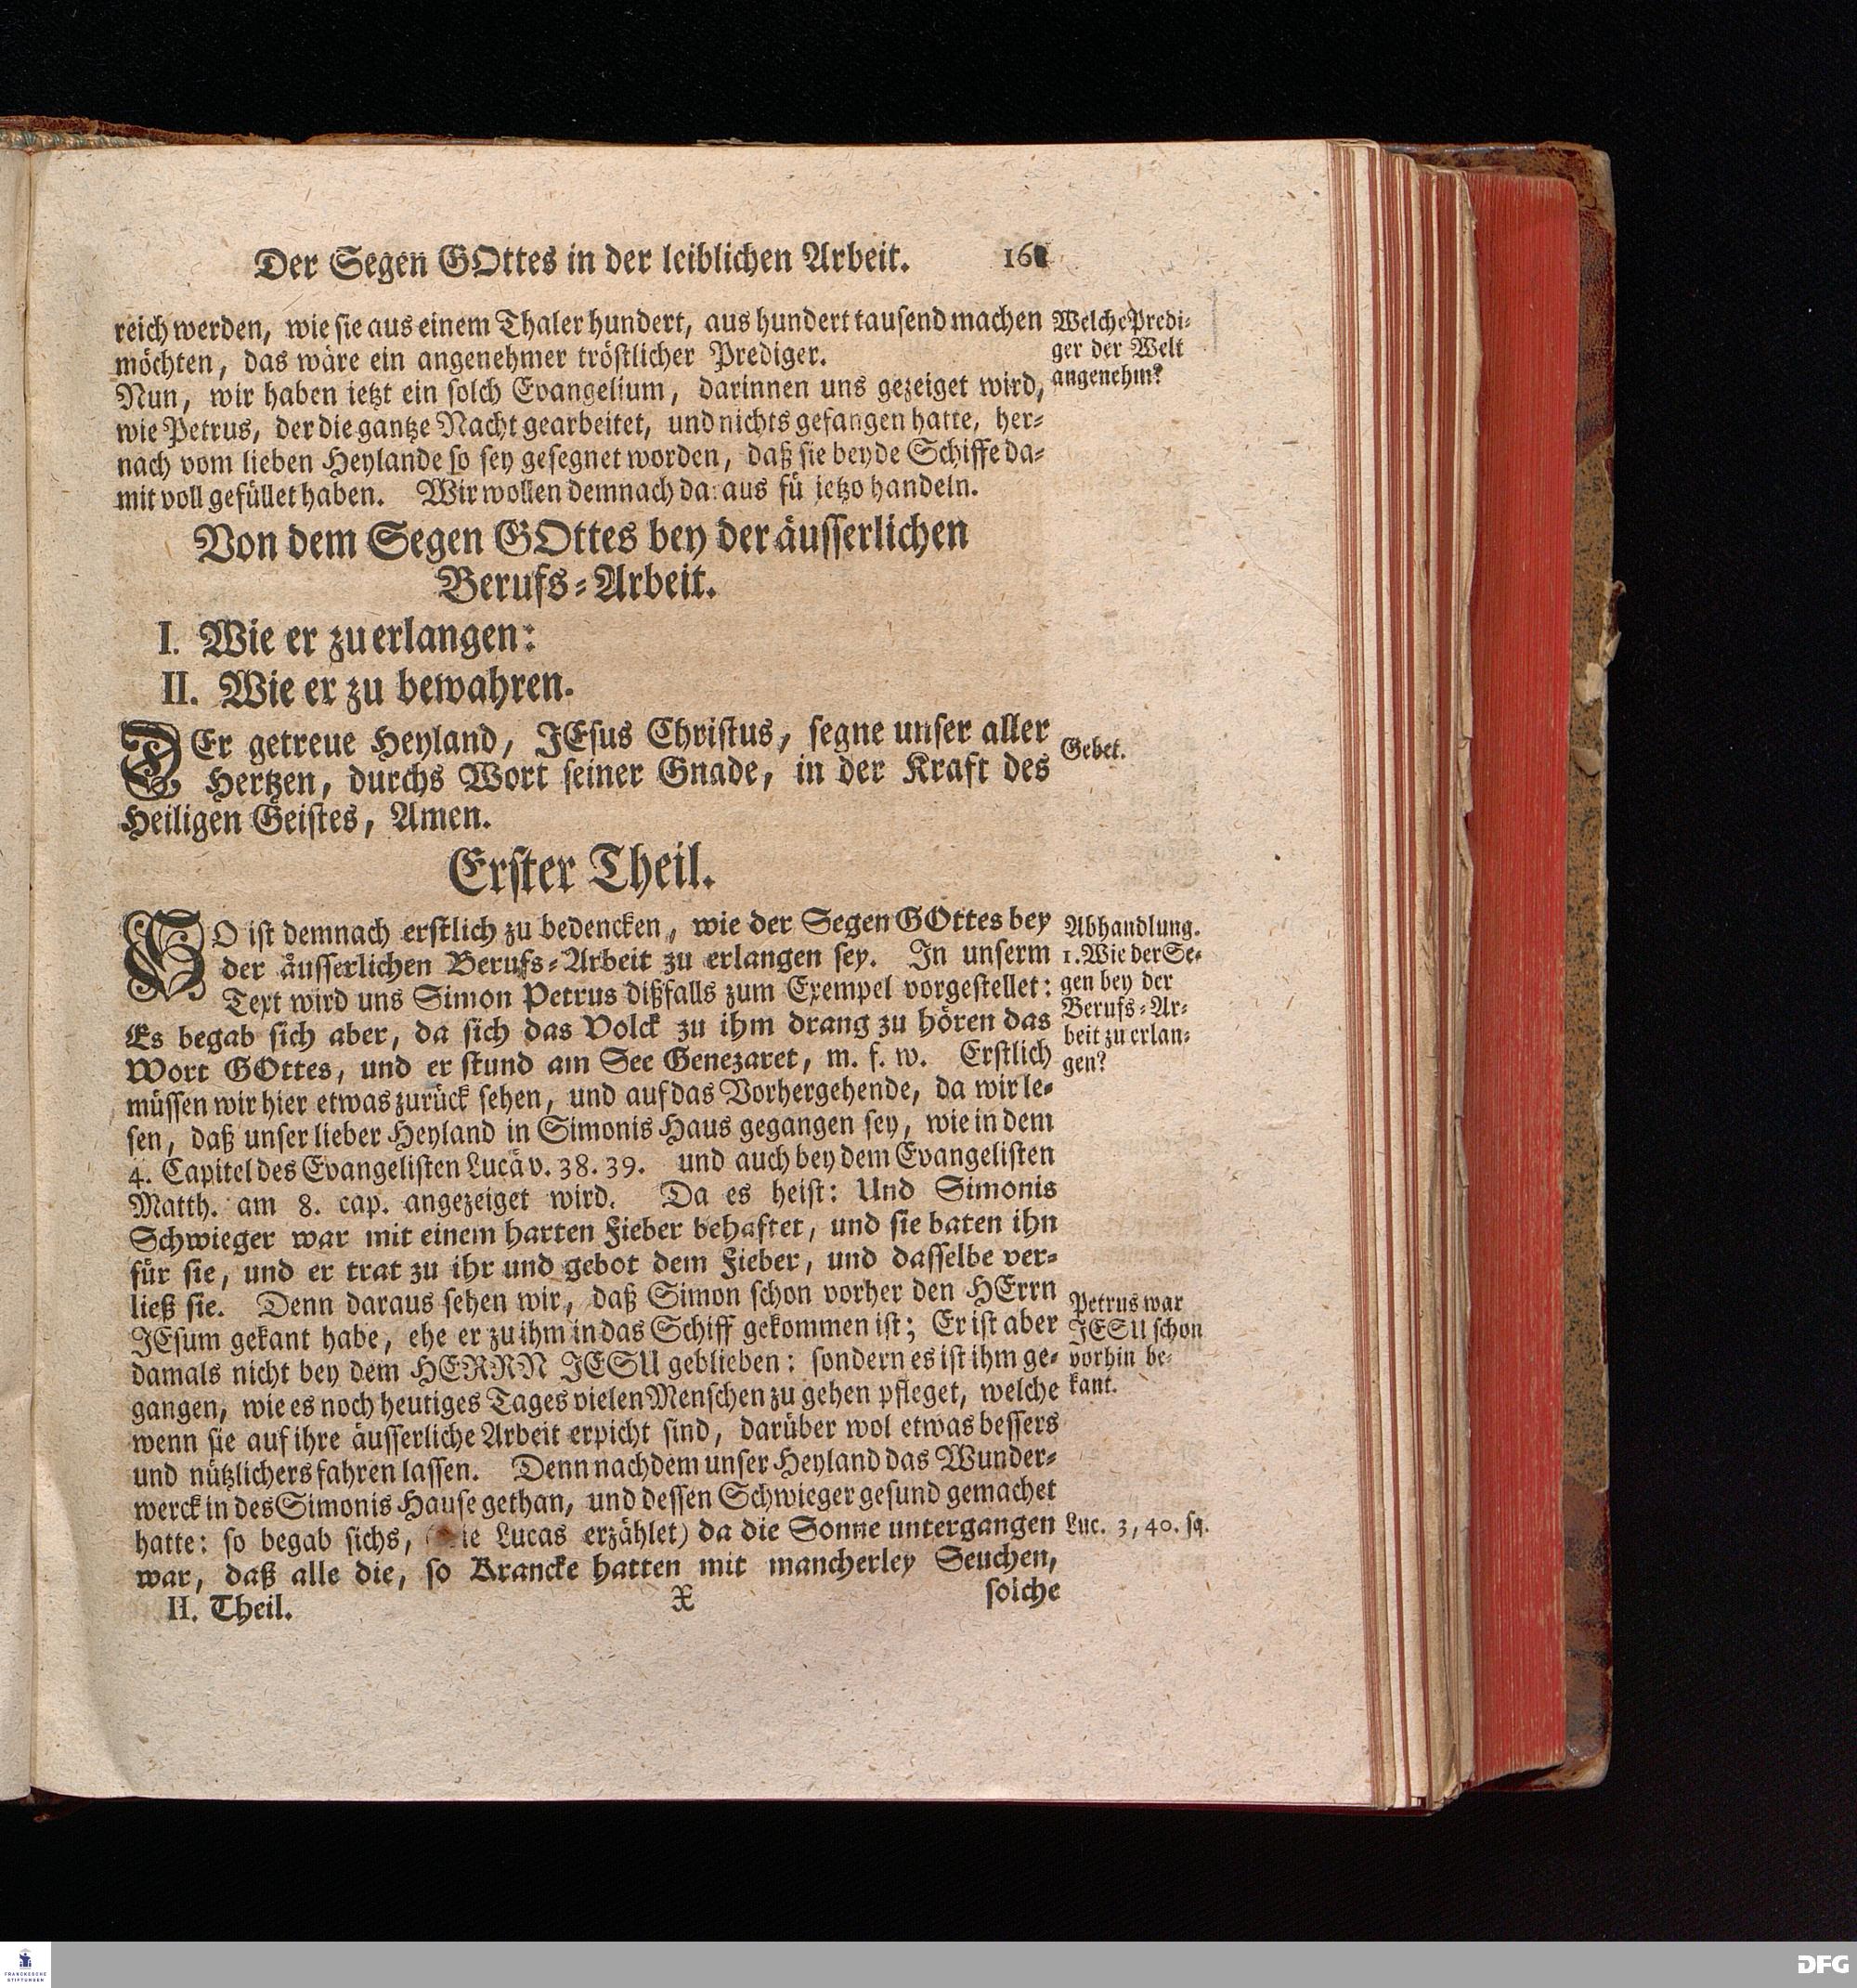 Der Segen GOttes in der leiblichen Arbeit. 161
reich werden, wie sie aus einem Thaler hundert, aus hundert tausend machen
möchten, das wäre ein angenehmer tröstlicher Prediger.
Welche Predi⸗
ger der Welt
angenehm?
Nun, wir haben ietzt ein solch Evangelium, darinnen uns gezeiget wird,
wie Petrus, der die gantze Nacht gearbeitet, und nichts gefangen hatte, her⸗
nach vom lieben Heylande so sey gesegnet worden, daß sie beyde Schiffe da⸗
mit voll gefüllet haben. Wir wollen demnach da aus fü jetzo handeln.
Von dem Segen GOttes bey der äusserlichen
Berufs⸗Arbeit.
I. Wie er zu erlangen:
II. Wie er zu bewahren.
DEr getreue Heyland, JEsus Christus, segne unser aller
Hertzen, durchs Wort seiner Gnade, in der Kraft des
Heiligen Geistes, Amen.
Gebet.
Erster Theil.
SO ist demnach erstlich zu bedencken, wie der Segen GOttes bey
der äusserlichen Berufs⸗Arbeit zu erlangen sey. In unserm
Text wird uns Simon Petrus dißfalls zum Exempel vorgestellet:
Es begab sich aber, da sich das Volck zu ihm drang zu hören das
Wort GOttes, und er stund am See Genezaret, m. f. w. Erstlich
Abhandlung.
1. Wie der Se⸗
gen bey der
Berufs⸗Ar⸗
beit zu erlan⸗
gen?
müssen wir hier etwas zurück sehen, und auf das Vorhergehende, da wir le⸗
sen, daß unser lieber Heyland in Simonis Haus gegangen sey, wie in dem
4. Capitel des Evangelisten Lucä v. 38. 39. und auch bey dem Evangelisten
Matth. am 8. cap. angezeiget wird. Da es heist: Und Simonis
Schwieger war mit einem harten Fieber behaftet, und sie baten ihn
für sie, und er trat zu ihr und gebot dem Fieber, und dasselbe ver⸗
ließ sie. Denn daraus sehen wir, daß Simon schon vorher den HErrn
JEsum gekant habe, ehe er zu ihm in das Schiff gekommen ist; Er ist aber
damals nicht bey dem HERRN JESU geblieben: sondern es ist ihm ge⸗
gangen, wie es noch heutiges Tages vielen Menschen zu gehen pfleget, welche
Petrus war
JESU schon
vorhin be⸗
kant.
wenn sie auf ihre äusserliche Arbeit erpicht sind, darüber wol etwas bessers
und nützlichers fahren lassen. Denn nachdem unser Heyland das Wunder⸗
werck in des Simonis Hause gethan, und dessen Schwieger gesund gemachet
hatte: so begab sichs, (wie Lucas erzählet) da die Sonne untergangen
Luc. 3, 40. sq.
war, daß alle die, so Krancke hatten mit mancherley Seuchen,
II. Theil. X solche
FRANCKESCHE
STIFTUNGEN
DFG